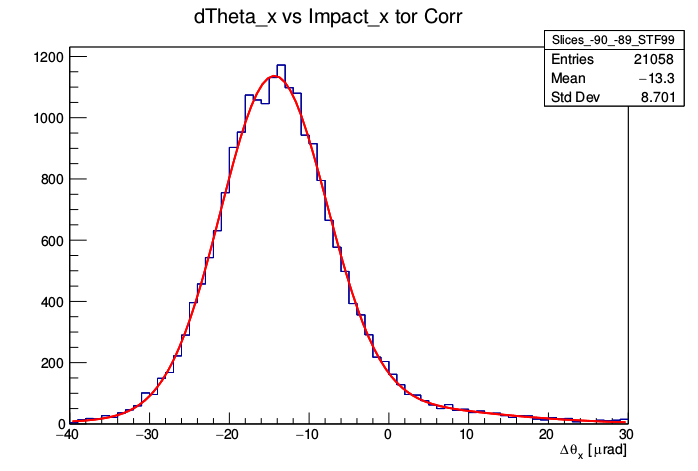 dTheta_x vs Impact_x tor Corr
Slices_-90_-89_STF99
Entries 21058
Mean −13.3
Std Dev 8.701
1200
1000
800
600
400
200
0
−40 −30 −20 −10 0 10 20 30
Δθx [μrad]